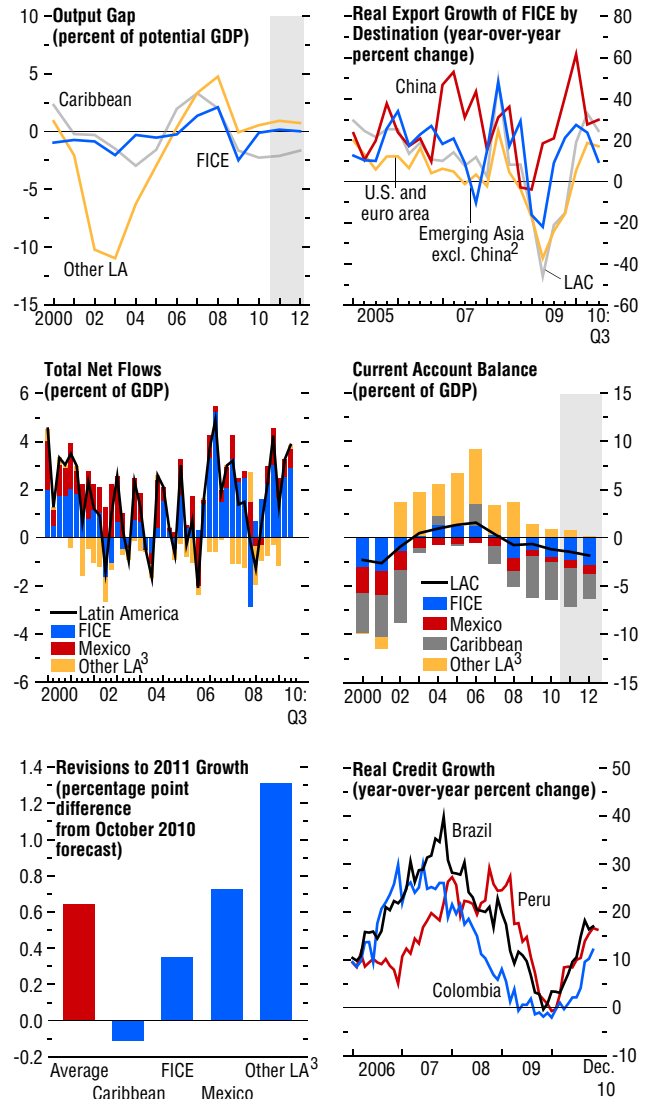 Output Gap
(percent of potential GDP)
10
5
0
-5
-10
-15
Caribbean
FICE
Other LA
2000 02 04 06 08 10 12
Real Export Growth of FICE by
Destination (year-over-year
percent change)
80
60
40
20
0
-20
-40
-60
China
U.S. and
euro area
Emerging Asia
excl. China2
LAC
2005 07 09 10:
Q3
Total Net Flows
(percent of GDP)
6
4
2
0
-2
-4
-6
Latin America
FICE
Mexico
Other LA3
2000 02 04 06 08 10:
Q3
Current Account Balance
(percent of GDP)
15
10
5
0
-5
-10
-15
LAC
FICE
Mexico
Caribbean
Other LA3
2000 02 04 06 08 10 12
Revisions to 2011 Growth
(percentage point
difference
from October 2010
forecast)
1.4
1.2
1.0
0.8
0.6
0.4
0.2
0.0
-0.2
Average FICE Other LA3
Caribbean Mexico
Real Credit Growth
(year-over-year percent change)
50
40
30
20
10
0
-10
Brazil
Peru
Colombia
2006 07 08 09 Dec.
10